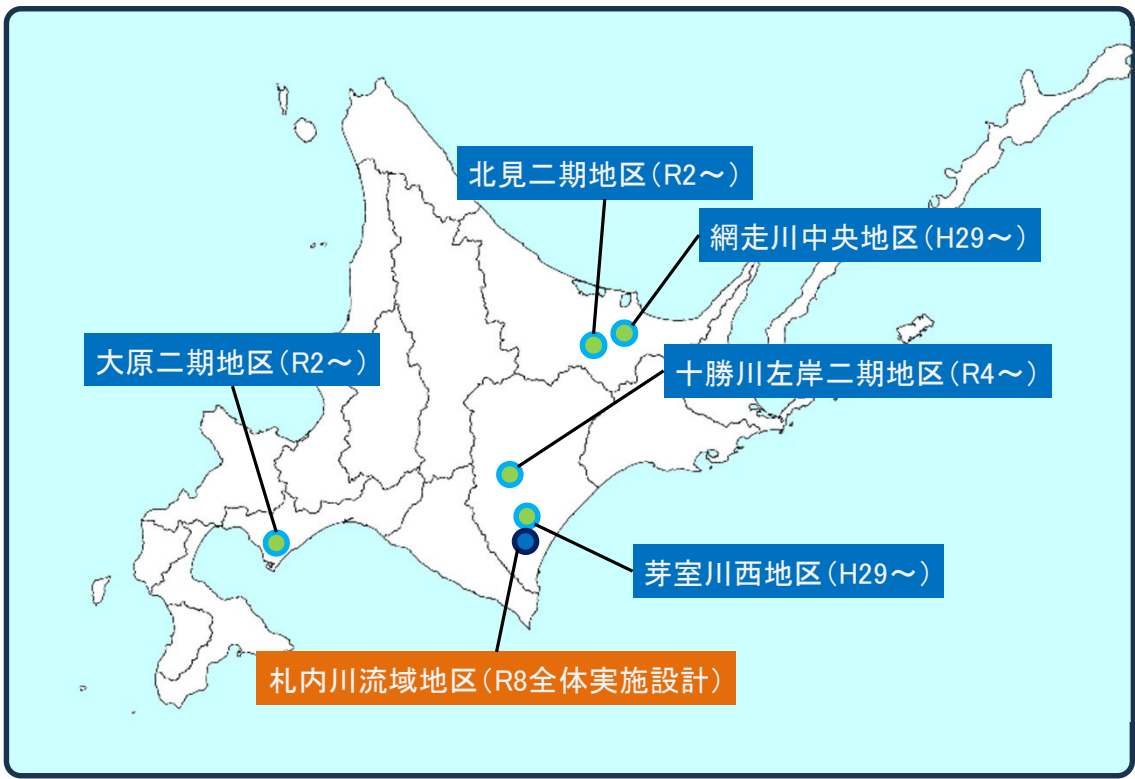 北見二期地区(R2～)
網走川中央地区(H29～)
大原二期地区(R2～)
十勝川左岸二期地区(R4～)
芽室川西地区(H29～)
札内川流域地区(R8全体実施設計)